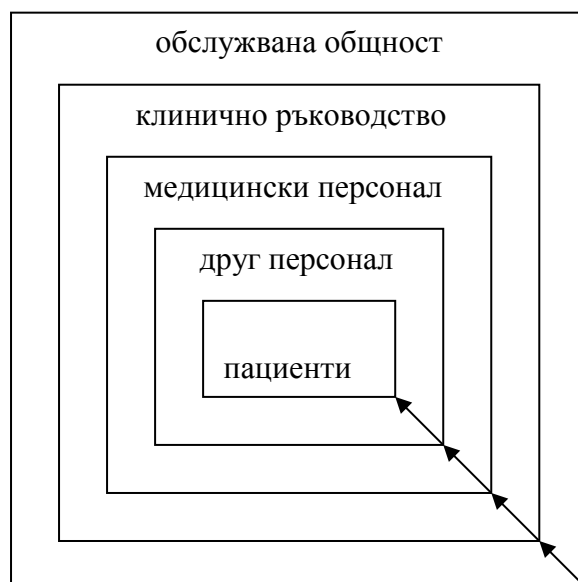 обслужвана общност
клинично ръководство
медицински персонал
друг персонал
пациенти